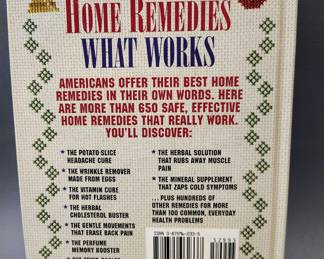 HOME REMEDIES
WHAT WORKS
AMERICANS OFFER THEIR BEST HOME
REMEDIES IN THEIR OWN WORDS. HERE
ARE MORE THAN 650 SAFE, EFFECTIVE
HOME REMEDIES THAT REALLY WORK.
YOU'LL DISCOVER:
• THE POTATO-SLICE
HEADACHE CURE
• THE WRINKLE REMOVER
MADE FROM EGGS
• THE VITAMIN CURE
FOR HOT FLASHES
• THE HERBAL
CHOLESTEROL BUSTER
• THE GENTLE MOVEMENTS
THAT ERASE BACK PAIN
• THE PERFUME
MEMORY BOOSTER
• THE HERBAL SOLUTION
THAT RUBS AWAY MUSCLE
PAIN
• THE MINERAL SUPPLEMENT
THAT ZAPS COLD SYMPTOMS
... PLUS HUNDREDS OF
OTHER REMEDIES FOR MORE
THAN 100 COMMON, EVERYDAY
HEALTH PROBLEMS
52995